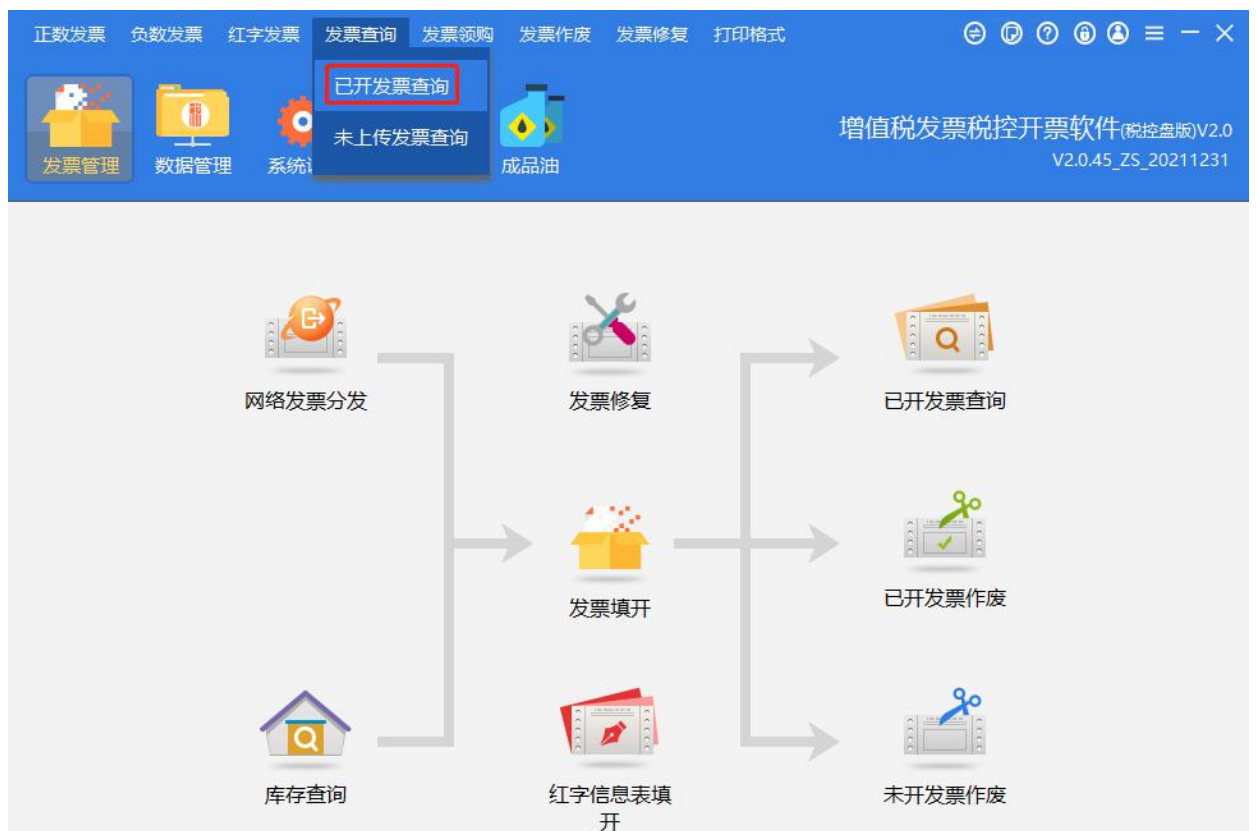 正数发票 负数发票 红字发票 发票查询 发票领购 发票作废 发票修复 打印格式
已开发票查询
未上传发票查询
发票管理 数据管理 系统 成品油
增值税发票税控开票软件(税控盘版)V2.0
V2.0.45_ZS_20211231
网络发票分发 发票修复 已开发票查询
发票填开 已开发票作废
库存查询 红字信息表填 未开发票作废
开